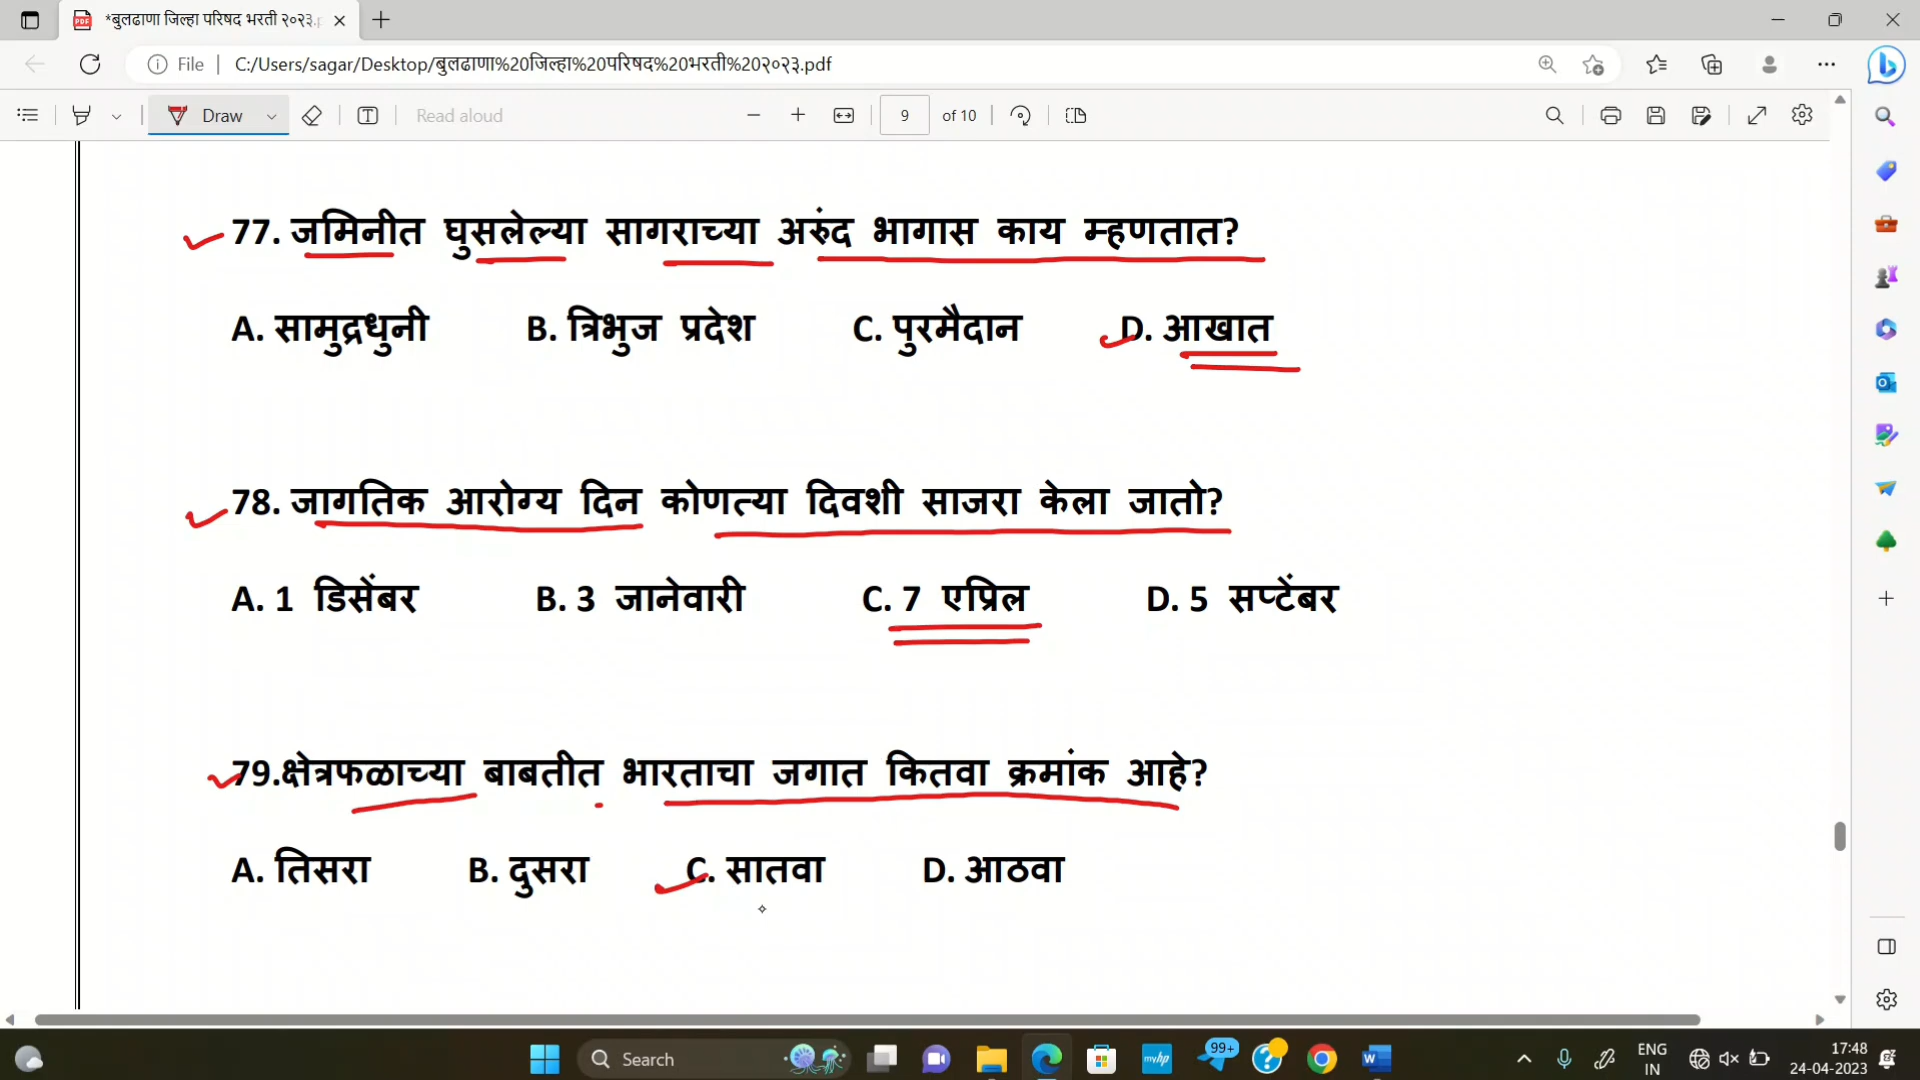 *बुलढाणा जिल्हा परिषद भरती २०२३.p
File
C:/Users/sagar/Desktop/बुलढाणा%20जिल्हा%20परिषद%20भरती%20२०२३.pdf
Draw
Read aloud
9 of 10
77. जमिनीत घुसलेल्या सागराच्या अरुंद भागास काय म्हणतात?
A. सामुद्रधुनी B. त्रिभुज प्रदेश C. पुरमैदान D. आखात
78. जागतिक आरोग्य दिन कोणत्या दिवशी साजरा केला जातो?
A. 1 डिसेंबर B. 3 जानेवारी C. 7 एप्रिल D. 5 सप्टेंबर
79.क्षेत्रफळाच्या बाबतीत भारताचा जगात कितवा क्रमांक आहे?
A. तिसरा B. दुसरा C. सातवा D. आठवा
Search
myhp
99+
ENG
IN
17:48
24-04-2023